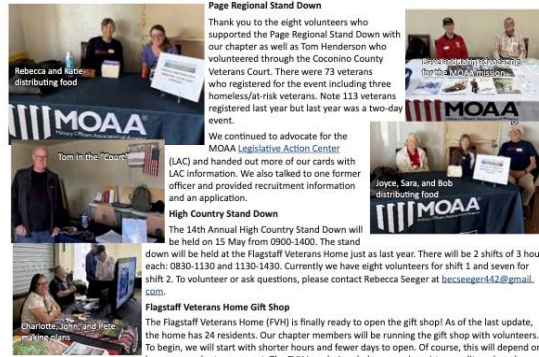 Page Regional Stand Down
Thank you to the eight volunteers who
supported the Page Regional Stand Down with
our chapter as well as Tom Henderson who
volunteered through the Coconino County
Veterans Court. There were 73 veterans
who registered for the event including three
homeless/at-risk veterans. Note 113 veterans
registered last year but last year was a two-day
event.
We continued to advocate for the
MOAA Legislative Action Center
(LAC) and handed out more of our cards with
LAC information. We also talked to one former
officer and provided recruitment information
and an application.
High Country Stand Down
The 14th Annual High Country Stand Down will
be held on 15 May from 0900-1400. The stand
down will be held at the Flagstaff Veterans Home just as last year. There will be 2 shifts of 3 hou
each: 0830-1130 and 1130-1430. Currently we have eight volunteers for shift 1 and seven for
shift 2. To volunteer or ask questions, please contact Rebecca Seeger at becseeger442@gmail.
com.
Flagstaff Veterans Home Gift Shop
The Flagstaff Veterans Home (FVH) is finally ready to open the gift shop! As of the last update,
the home has 24 residents. Our chapter members will be running the gift shop with volunteers.
To begin, we will start with shorter hours and fewer days to open. Of course, this will depend o
Rebecca and Katie
distributing food
MOAA
Military Officers Association of America
Tom in the "Court"
Charlotte, John, and Pete
making plans
Dave and John advocating
for the MOAA mission
MOAA
Joyce, Sara, and Bob
distributing food
MOAA